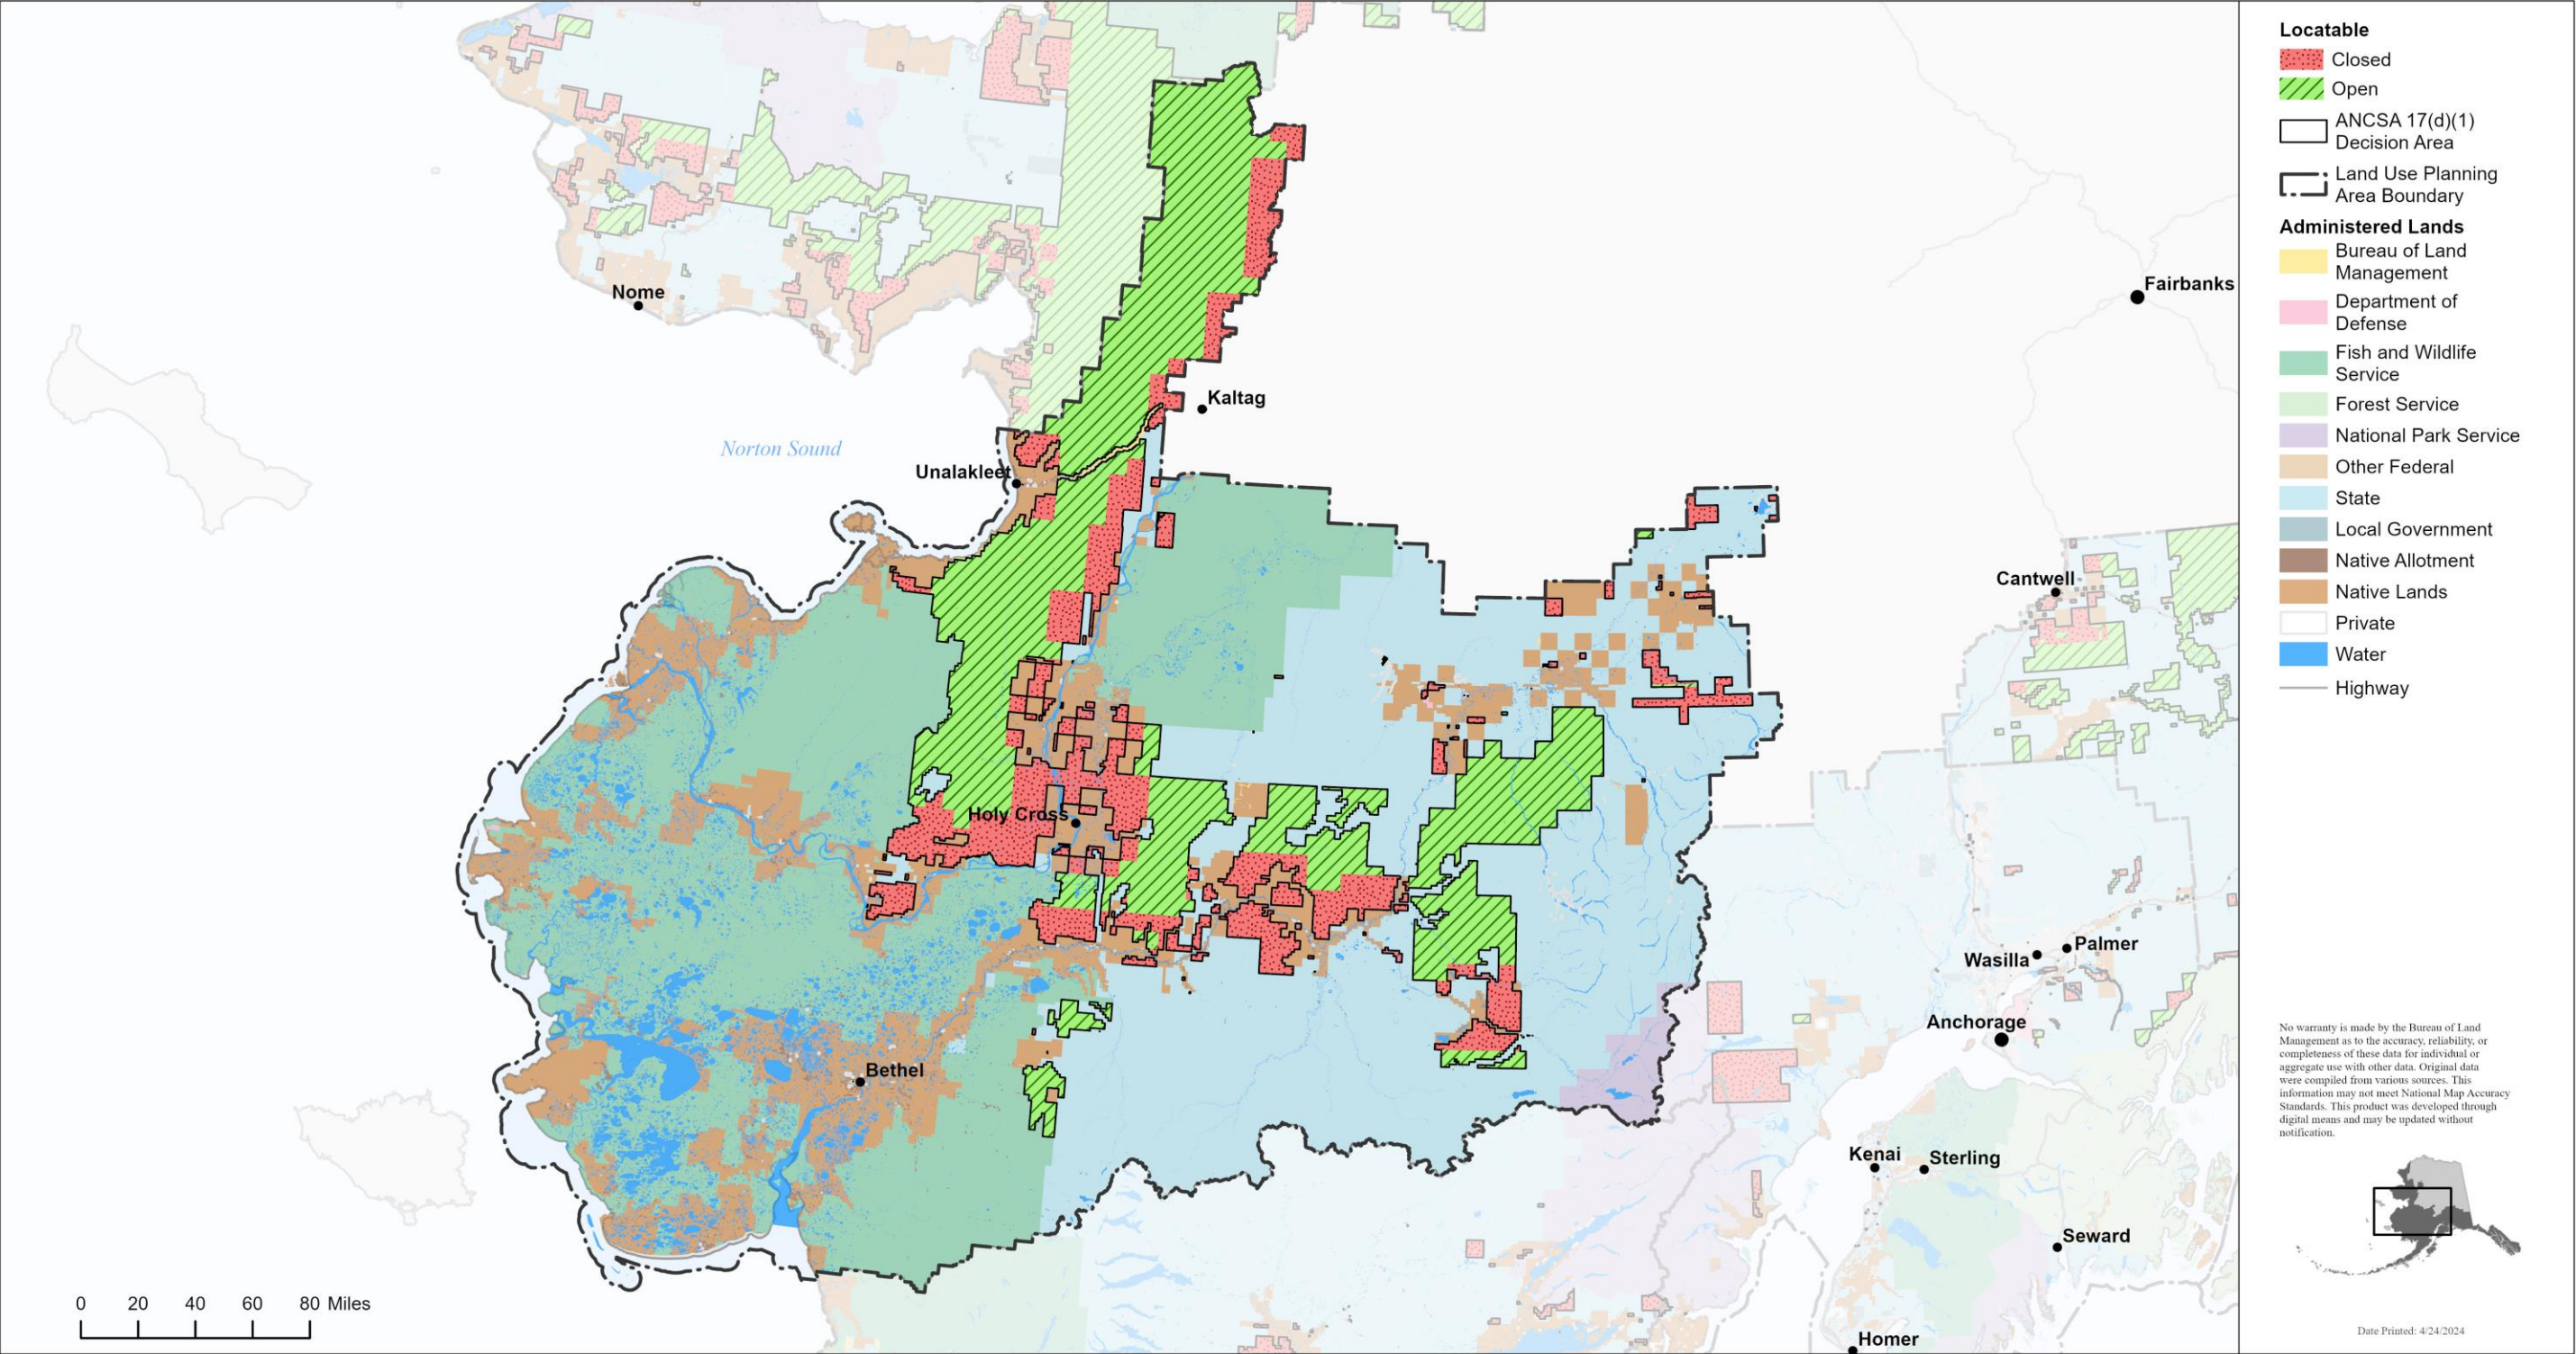 Nome
Fairbanks
Kaltag
Norton Sound
Unalakleet
Cantwell
Holy Cross
Palmer
Wasilla
Anchorage
Bethel
Kenai
Sterling
Seward
Homer
0 20 40 60 80 Miles
Locatable
Closed
Open
ANCSA 17(d)(1)
Decision Area
Land Use Planning
Area Boundary
Administered Lands
Bureau of Land
Management
Department of
Defense
Fish and Wildlife
Service
Forest Service
National Park Service
Other Federal
State
Local Government
Native Allotment
Native Lands
Private
Water
Highway
No warranty is made by the Bureau of Land
Management as to the accuracy, reliability, or
completeness of these data for individual or
aggregate use with other data. Original data
were compiled from various sources. This
information may not meet National Map Accuracy
Standards. This product was developed through
digital means and may be updated without
notification.
Date Printed: 4/24/2024